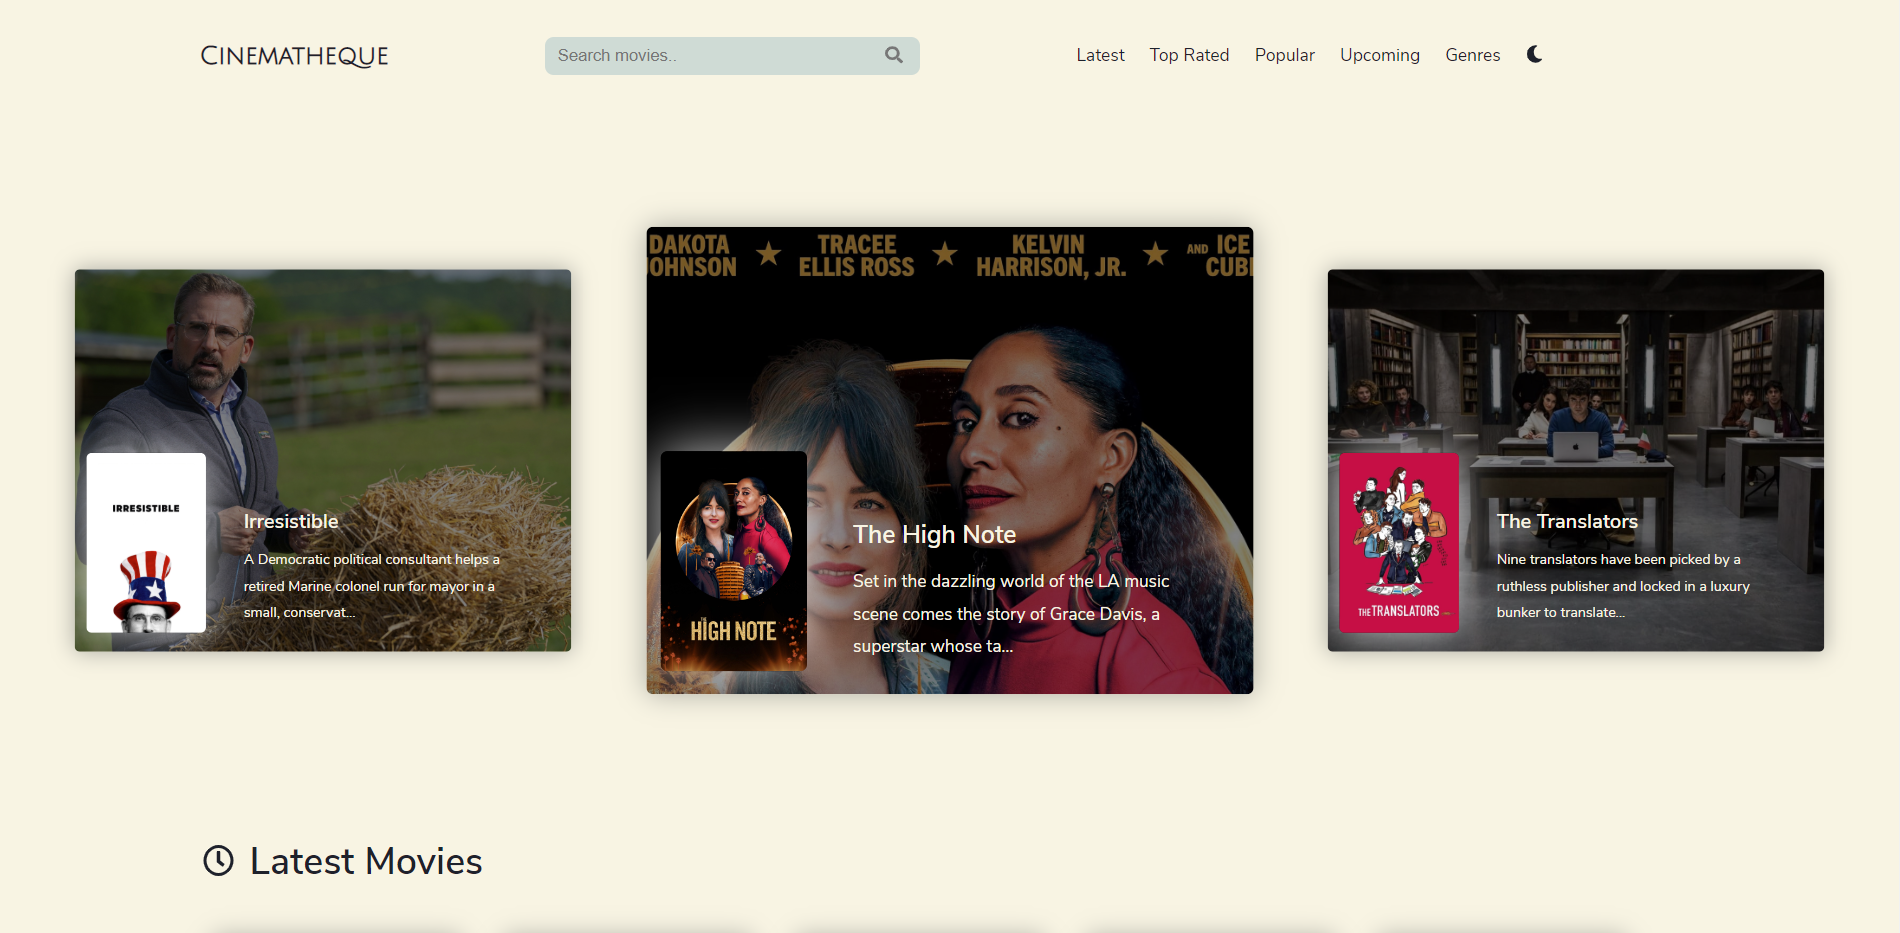 CINEMATHEQUE
Search movies..
Latest
Top Rated
Popular
Upcoming
Genres
IRRESISTIBLE
Irresistible
A Democratic political consultant helps a
retired Marine colonel run for mayor in a
small, conservat...
DAKOTA
JOHNSON
TRACEE
ELLIS ROSS
KELVIN
HARRISON, JR.
AND ICE
CUBE
THE
HIGH NOTE
The High Note
Set in the dazzling world of the LA music
scene comes the story of Grace Davis, a
superstar whose ta...
THE TRANSLATORS
The Translators
Nine translators have been picked by a
ruthless publisher and locked in a luxury
bunker to translate...
Latest Movies